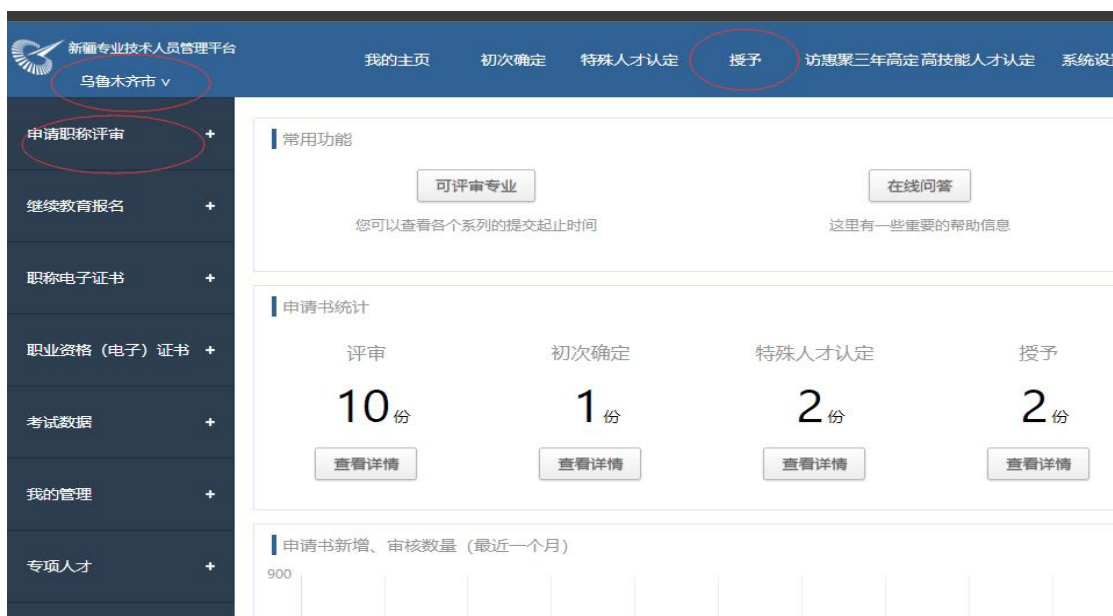 新疆专业技术人员管理平台
乌鲁木齐市 ∨
我的主页 初次确定 特殊人才认定 授予 访惠聚三年高定 高技能人才认定 系统设
申请职称评审 +
继续教育报名 +
职称电子证书 +
职业资格（电子）证书 +
考试数据 +
我的管理 +
专项人才 +
常用功能
可评审专业 在线问答
您可以查看各个系列的提交起止时间 这里有一些重要的帮助信息
申请书统计
评审 初次确定 特殊人才认定 授予
10份 1份 2份 2份
查看详情 查看详情 查看详情 查看详情
申请书新增、审核数量（最近一个月）
900